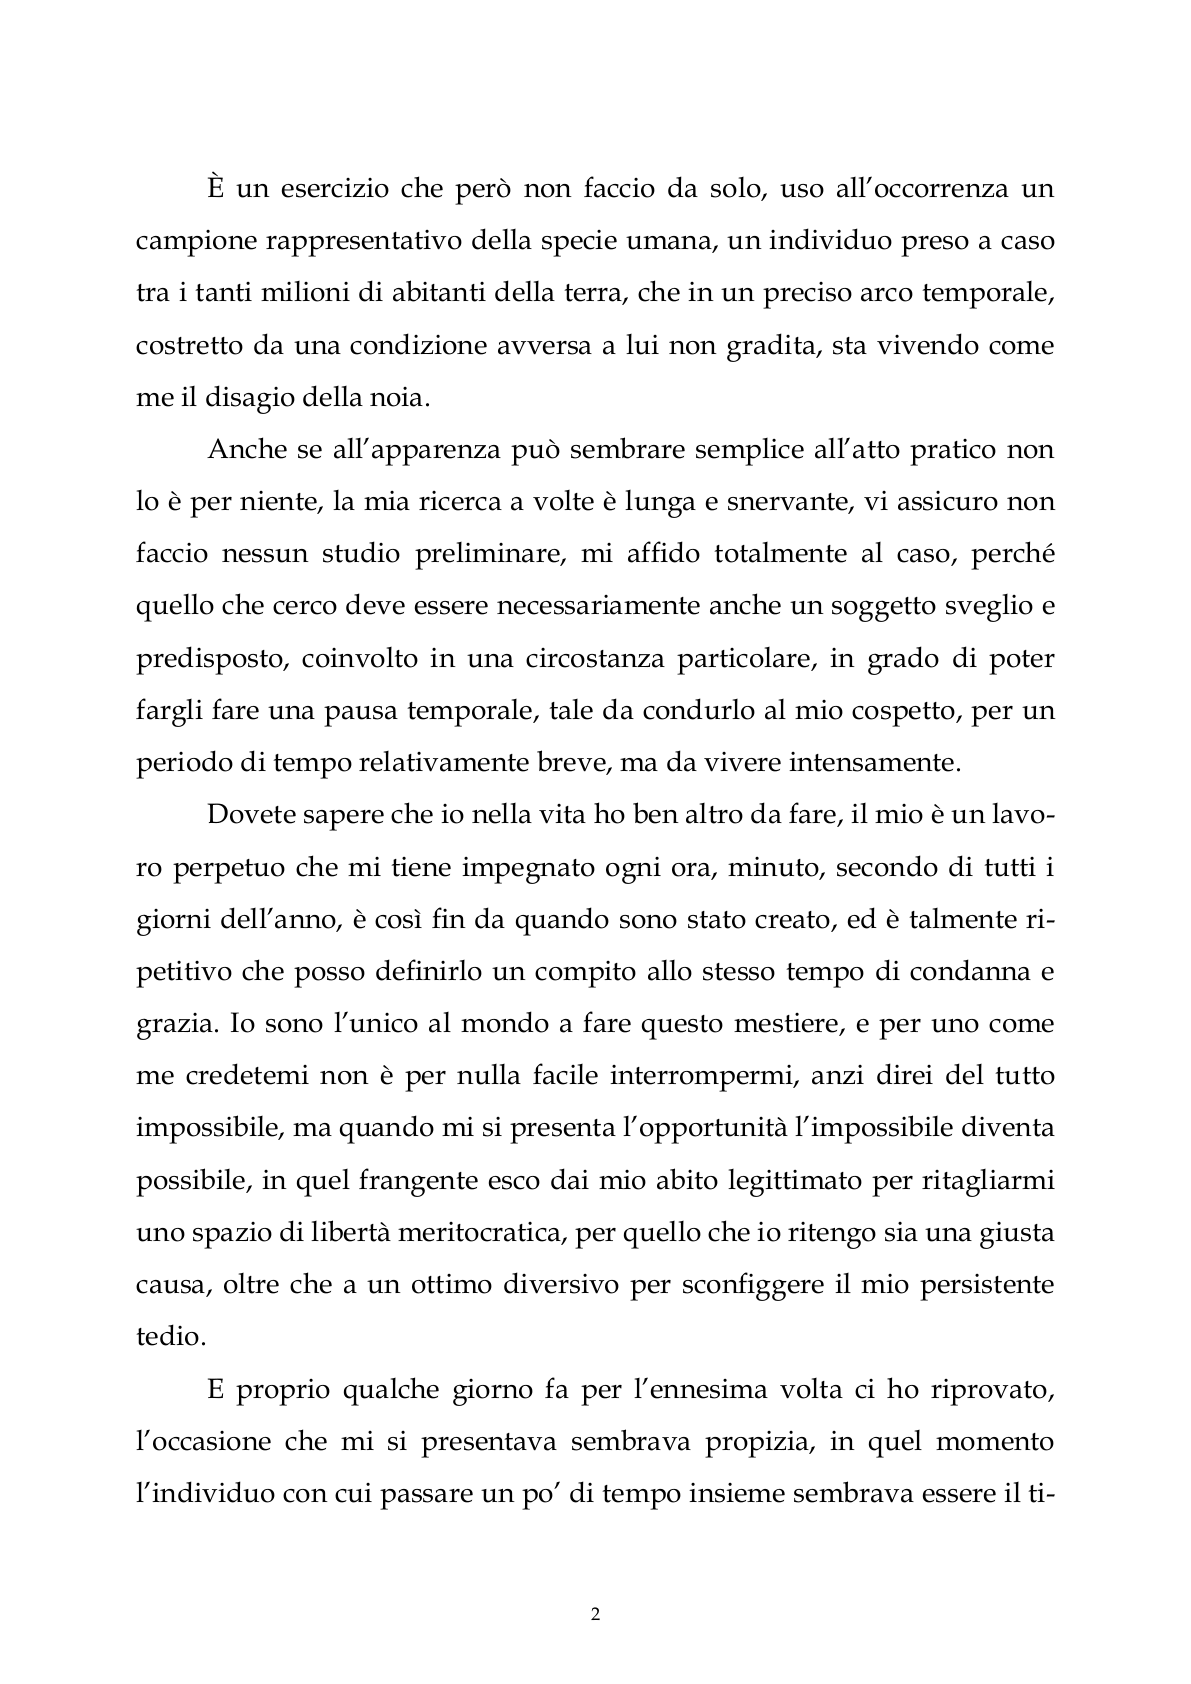 È un esercizio che però non faccio da solo, uso all’occorrenza un
campione rappresentativo della specie umana, un individuo preso a caso
tra i tanti milioni di abitanti della terra, che in un preciso arco temporale,
costretto da una condizione avversa a lui non gradita, sta vivendo come
me il disagio della noia.
Anche se all’apparenza può sembrare semplice all’atto pratico non
lo è per niente, la mia ricerca a volte è lunga e snervante, vi assicuro non
faccio nessun studio preliminare, mi affido totalmente al caso, perché
quello che cerco deve essere necessariamente anche un soggetto sveglio e
predisposto, coinvolto in una circostanza particolare, in grado di poter
fargli fare una pausa temporale, tale da condurlo al mio cospetto, per un
periodo di tempo relativamente breve, ma da vivere intensamente.
Dovete sapere che io nella vita ho ben altro da fare, il mio è un lavo-
ro perpetuo che mi tiene impegnato ogni ora, minuto, secondo di tutti i
giorni dell’anno, è così fin da quando sono stato creato, ed è talmente ri-
petitivo che posso definirlo un compito allo stesso tempo di condanna e
grazia. Io sono l’unico al mondo a fare questo mestiere, e per uno come
me credetemi non è per nulla facile interrompermi, anzi direi del tutto
impossibile, ma quando mi si presenta l’opportunità l’impossibile diventa
possibile, in quel frangente esco dai mio abito legittimato per ritagliarmi
uno spazio di libertà meritocratica, per quello che io ritengo sia una giusta
causa, oltre che a un ottimo diversivo per sconfiggere il mio persistente
tedio.
E proprio qualche giorno fa per l’ennesima volta ci ho riprovato,
l’occasione che mi si presentava sembrava propizia, in quel momento
l’individuo con cui passare un po’ di tempo insieme sembrava essere il ti-
2